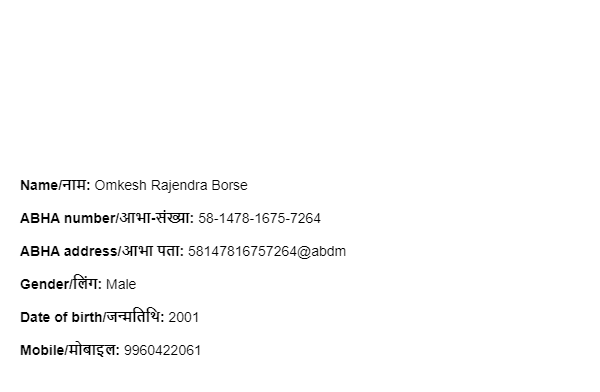 Name/नाम: Omkesh Rajendra Borse
ABHA number/आभा-संख्या: 58-1478-1675-7264
ABHA address/आभा पता: 58147816757264@abdm
Gender/लिंग: Male
Date of birth/जन्मतिथि: 2001
Mobile/मोबाइल: 9960422061